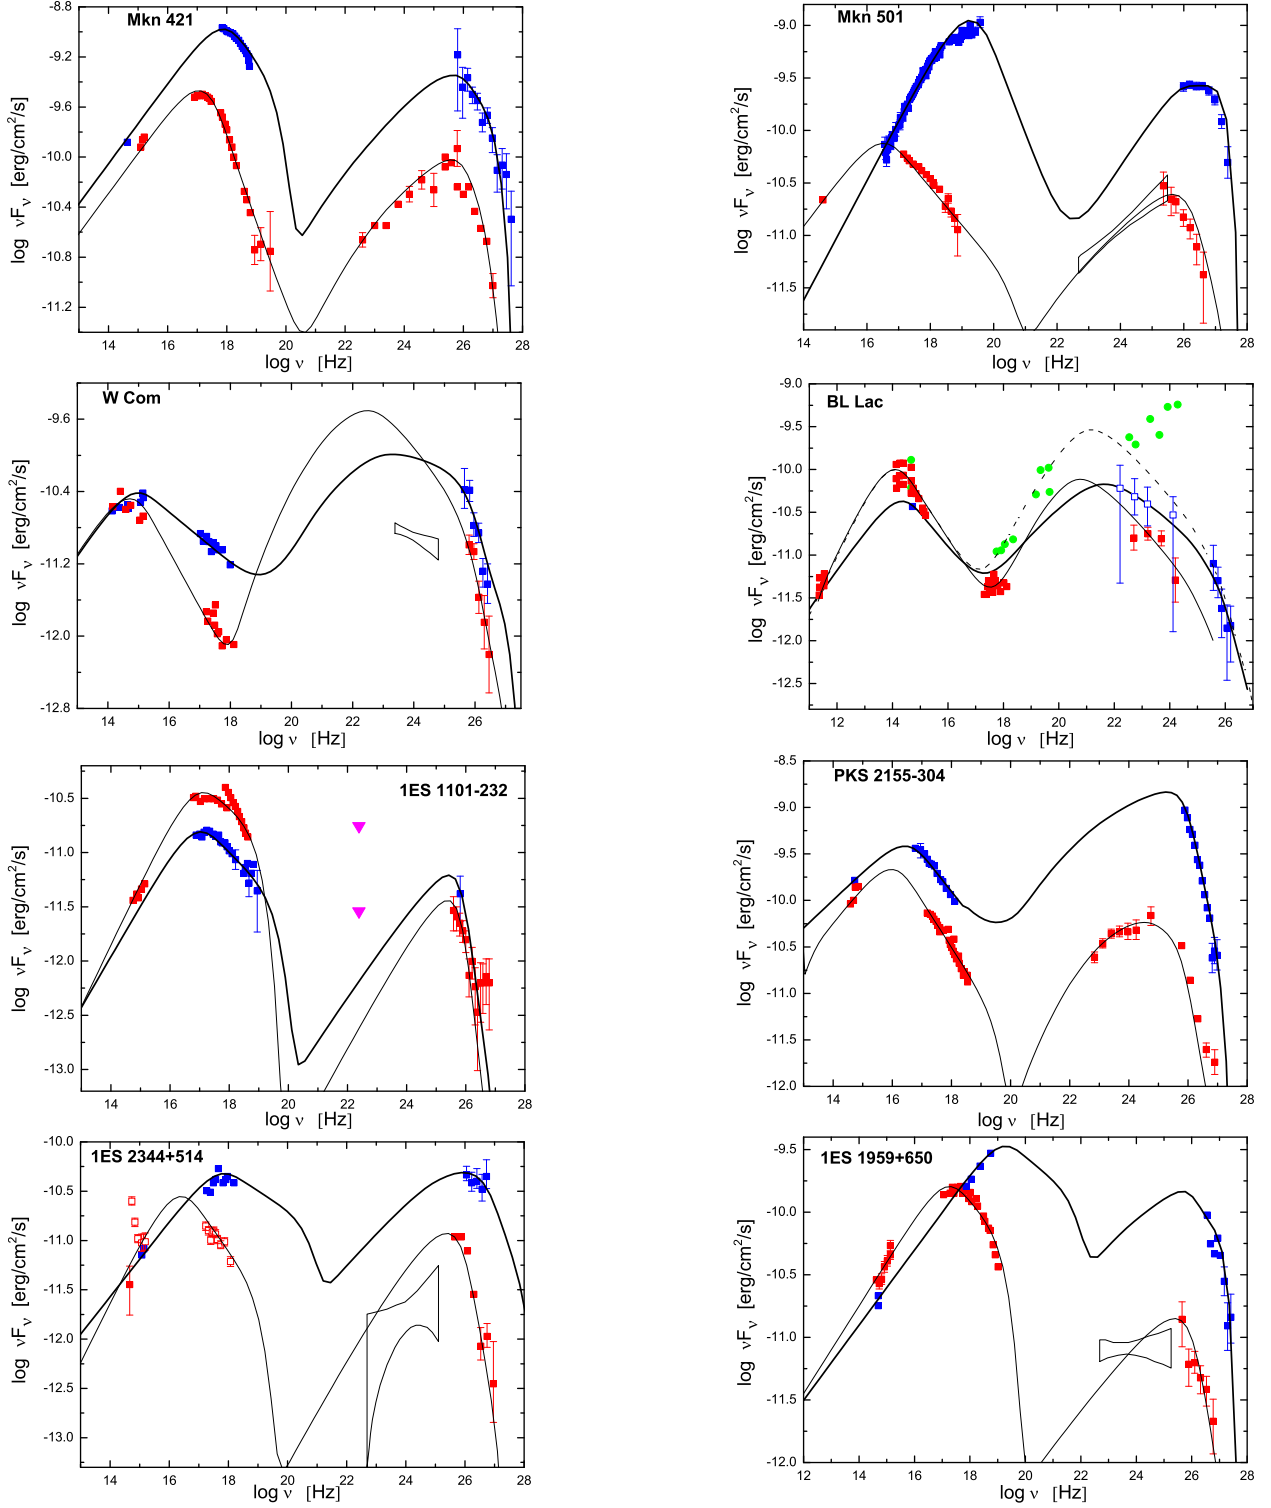 Mkn 421
log νFν [erg/cm2/s]
-8.8
-9.2
-9.6
-10.0
-10.4
-10.8
-11.2
14 16 18 20 22 24 26 28
log ν [Hz]
Mkn 501
log νFν [erg/cm2/s]
-9.0
-9.5
-10.0
-10.5
-11.0
-11.5
14 16 18 20 22 24 26 28
log ν [Hz]
W Com
log νFν [erg/cm2/s]
-9.6
-10.4
-11.2
-12.0
-12.8
14 16 18 20 22 24 26
log ν [Hz]
BL Lac
log νFν [erg/cm2/s]
-9.0
-9.5
-10.0
-10.5
-11.0
-11.5
-12.0
-12.5
12 14 16 18 20 22 24 26
log ν [Hz]
1ES 1101-232
log νFν [erg/cm2/s]
-10.5
-11.0
-11.5
-12.0
-12.5
-13.0
14 16 18 20 22 24 26 28
log ν [Hz]
PKS 2155-304
log νFν [erg/cm2/s]
-8.5
-9.0
-9.5
-10.0
-10.5
-11.0
-11.5
-12.0
14 16 18 20 22 24 26 28
log ν [Hz]
1ES 2344+514
log νFν [erg/cm2/s]
-10.0
-10.5
-11.0
-11.5
-12.0
-12.5
-13.0
14 16 18 20 22 24 26 28
log ν [Hz]
1ES 1959+650
log νFν [erg/cm2/s]
-9.5
-10.0
-10.5
-11.0
-11.5
-12.0
12 14 16 18 20 22 24 26 28
log ν [Hz]